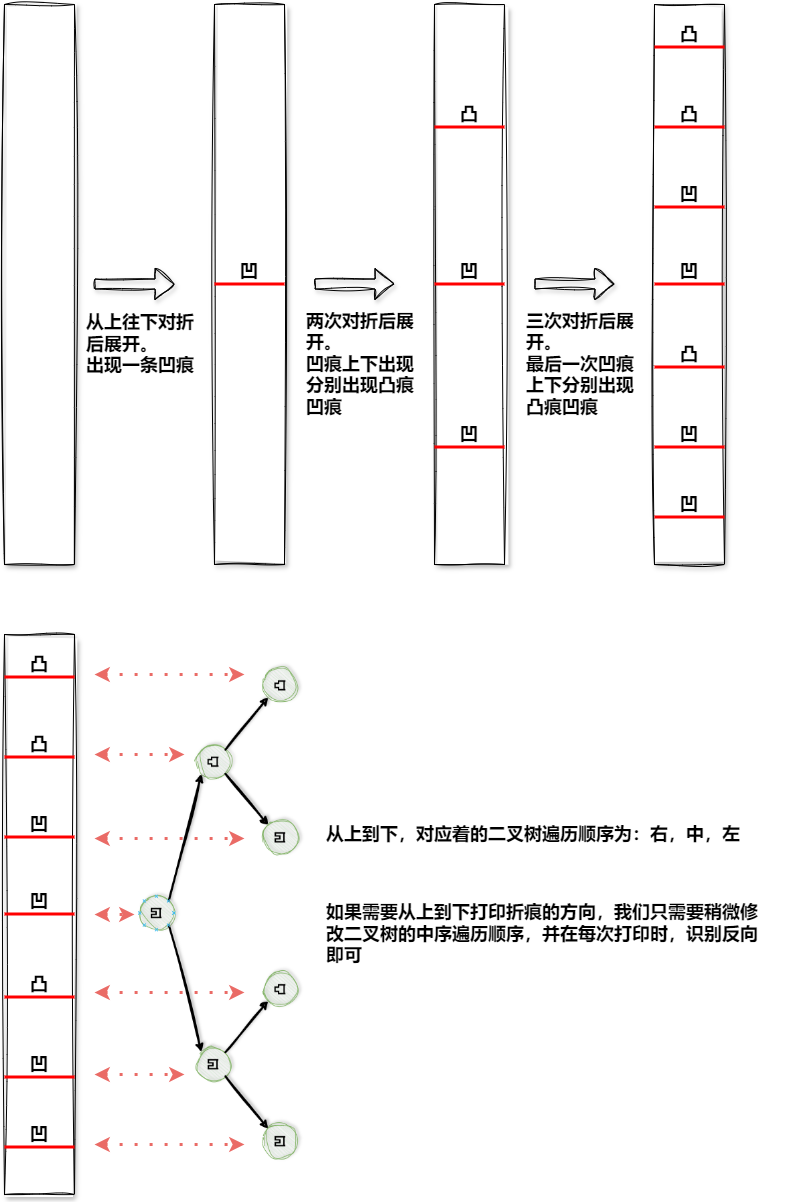 凹
从上往下对折
后展开。
出现一条凹痕
凸
凹
凹
两次对折后展
开。
凹痕上下出现
分别出现凸痕
凹痕
凸
凸
凹
凹
凸
凹
凹
三次对折后展
开。
最后一次凹痕
上下分别出现
凸痕凹痕
凸
凸
凹
凹
凸
凹
凹
凸
凸
凹
凹
凸
凹
凹
从上到下，对应着的二叉树遍历顺序为：右，中，左
如果需要从上到下打印折痕的方向，我们只需要稍微修
改二叉树的中序遍历顺序，并在每次打印时，识别反向
即可